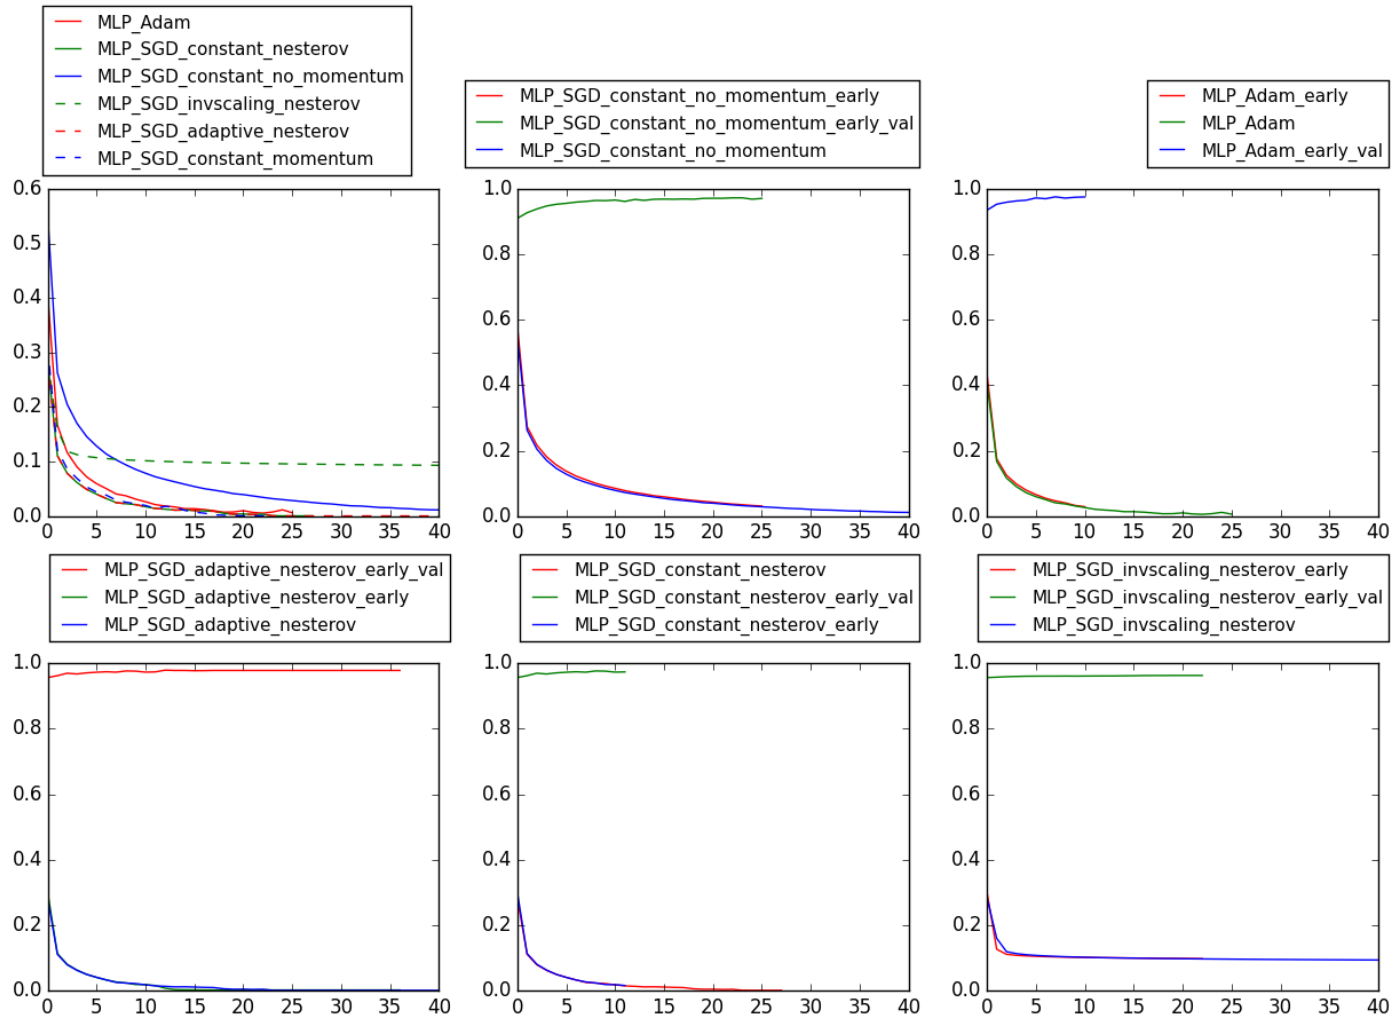 MLP_Adam
MLP_SGD_constant_nesterov
MLP_SGD_constant_no_momentum
MLP_SGD_invscaling_nesterov
MLP_SGD_adaptive_nesterov
MLP_SGD_constant_momentum
0.6
0.5
0.4
0.3
0.2
0.1
0.0
0 5 10 15 20 25 30 35 40
MLP_SGD_constant_no_momentum_early
MLP_SGD_constant_no_momentum_early_val
MLP_SGD_constant_no_momentum
1.0
0.8
0.6
0.4
0.2
0.0
0 5 10 15 20 25 30 35 40
MLP_Adam_early
MLP_Adam
MLP_Adam_early_val
1.0
0.8
0.6
0.4
0.2
0.0
0 5 10 15 20 25 30 35 40
MLP_SGD_adaptive_nesterov_early_val
MLP_SGD_adaptive_nesterov_early
MLP_SGD_adaptive_nesterov
1.0
0.8
0.6
0.4
0.2
0.0
0 5 10 15 20 25 30 35 40
MLP_SGD_constant_nesterov
MLP_SGD_constant_nesterov_early_val
MLP_SGD_constant_nesterov_early
1.0
0.8
0.6
0.4
0.2
0.0
0 5 10 15 20 25 30 35 40
MLP_SGD_invscaling_nesterov_early
MLP_SGD_invscaling_nesterov_early_val
MLP_SGD_invscaling_nesterov
1.0
0.8
0.6
0.4
0.2
0.0
0 5 10 15 20 25 30 35 40